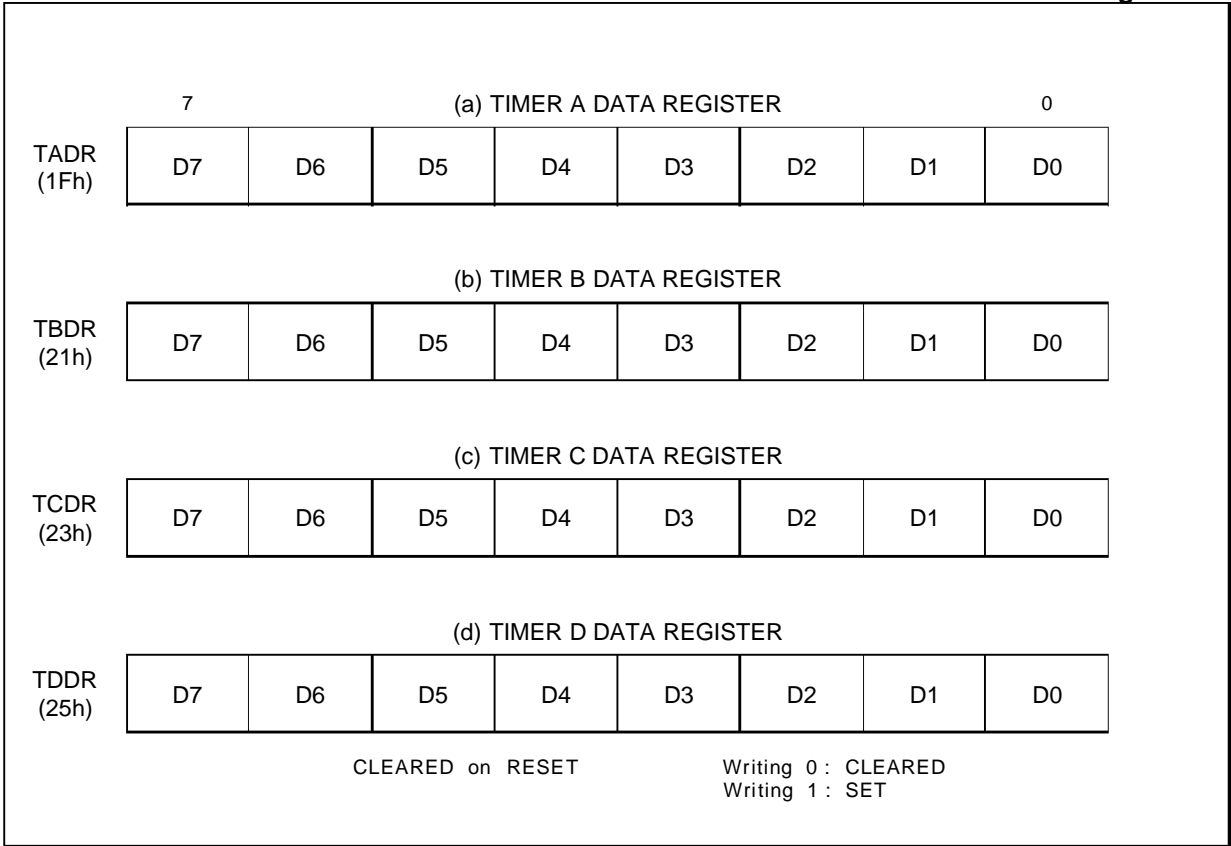 g
7 (a) TIMER A DATA REGISTER 0
TADR
(1Fh)
D7 D6 D5 D4 D3 D2 D1 D0
(b) TIMER B DATA REGISTER
TBDR
(21h)
D7 D6 D5 D4 D3 D2 D1 D0
(c) TIMER C DATA REGISTER
TCDR
(23h)
D7 D6 D5 D4 D3 D2 D1 D0
(d) TIMER D DATA REGISTER
TDDR
(25h)
D7 D6 D5 D4 D3 D2 D1 D0
CLEARED on RESET Writing 0 : CLEARED
Writing 1 : SET